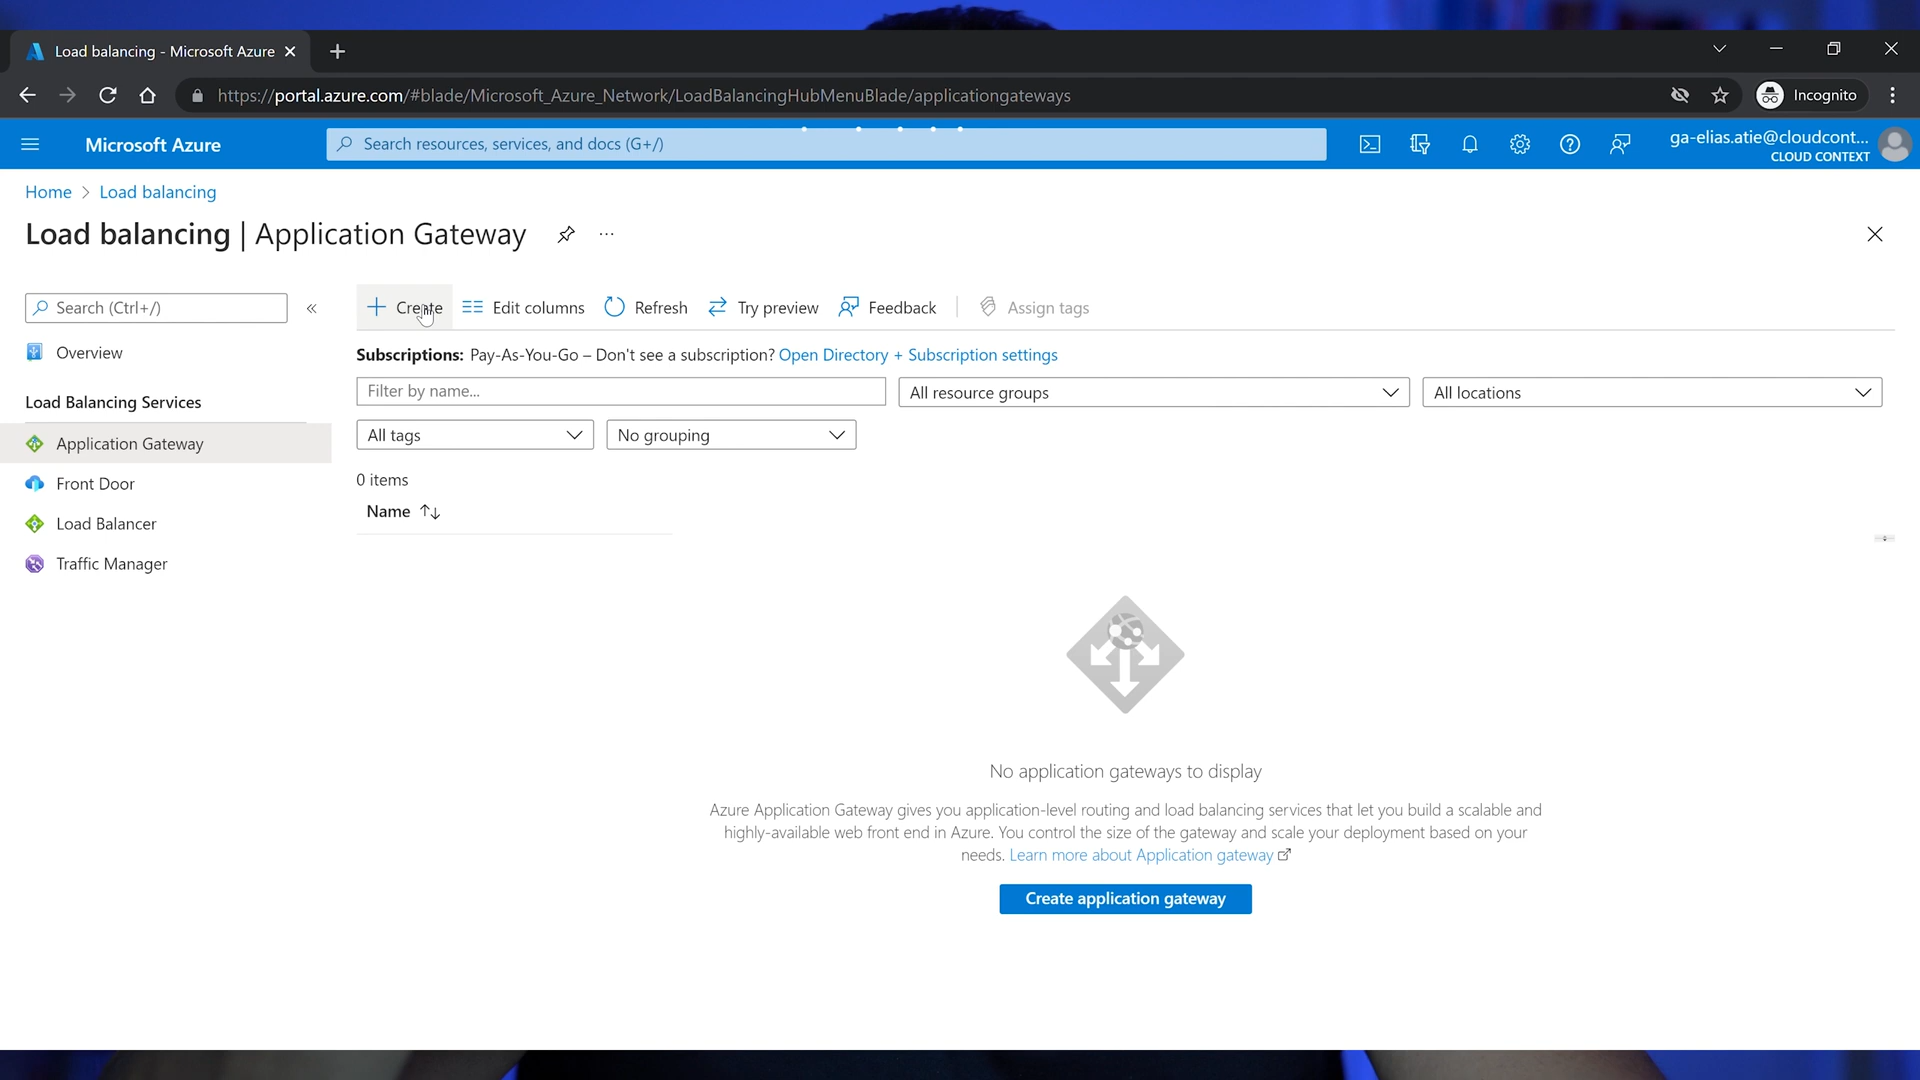 Load balancing - Microsoft Azure
https://portal.azure.com/#blade/Microsoft_Azure_Network/LoadBalancingHubMenuBlade/applicationgateways
Incognito
Microsoft Azure
Search resources, services, and docs (G+/)
ga-elias.atie@cloudcont...
CLOUD CONTEXT
Home > Load balancing
Load balancing | Application Gateway
Search (Ctrl+/)
Create
Edit columns
Refresh
Try preview
Feedback
Assign tags
Overview
Load Balancing Services
Application Gateway
Front Door
Load Balancer
Traffic Manager
Subscriptions: Pay-As-You-Go – Don't see a subscription? Open Directory + Subscription settings
Filter by name...
All resource groups
All locations
All tags
No grouping
0 items
Name
No application gateways to display
Azure Application Gateway gives you application-level routing and load balancing services that let you build a scalable and
highly-available web front end in Azure. You control the size of the gateway and scale your deployment based on your
needs. Learn more about Application gateway
Create application gateway